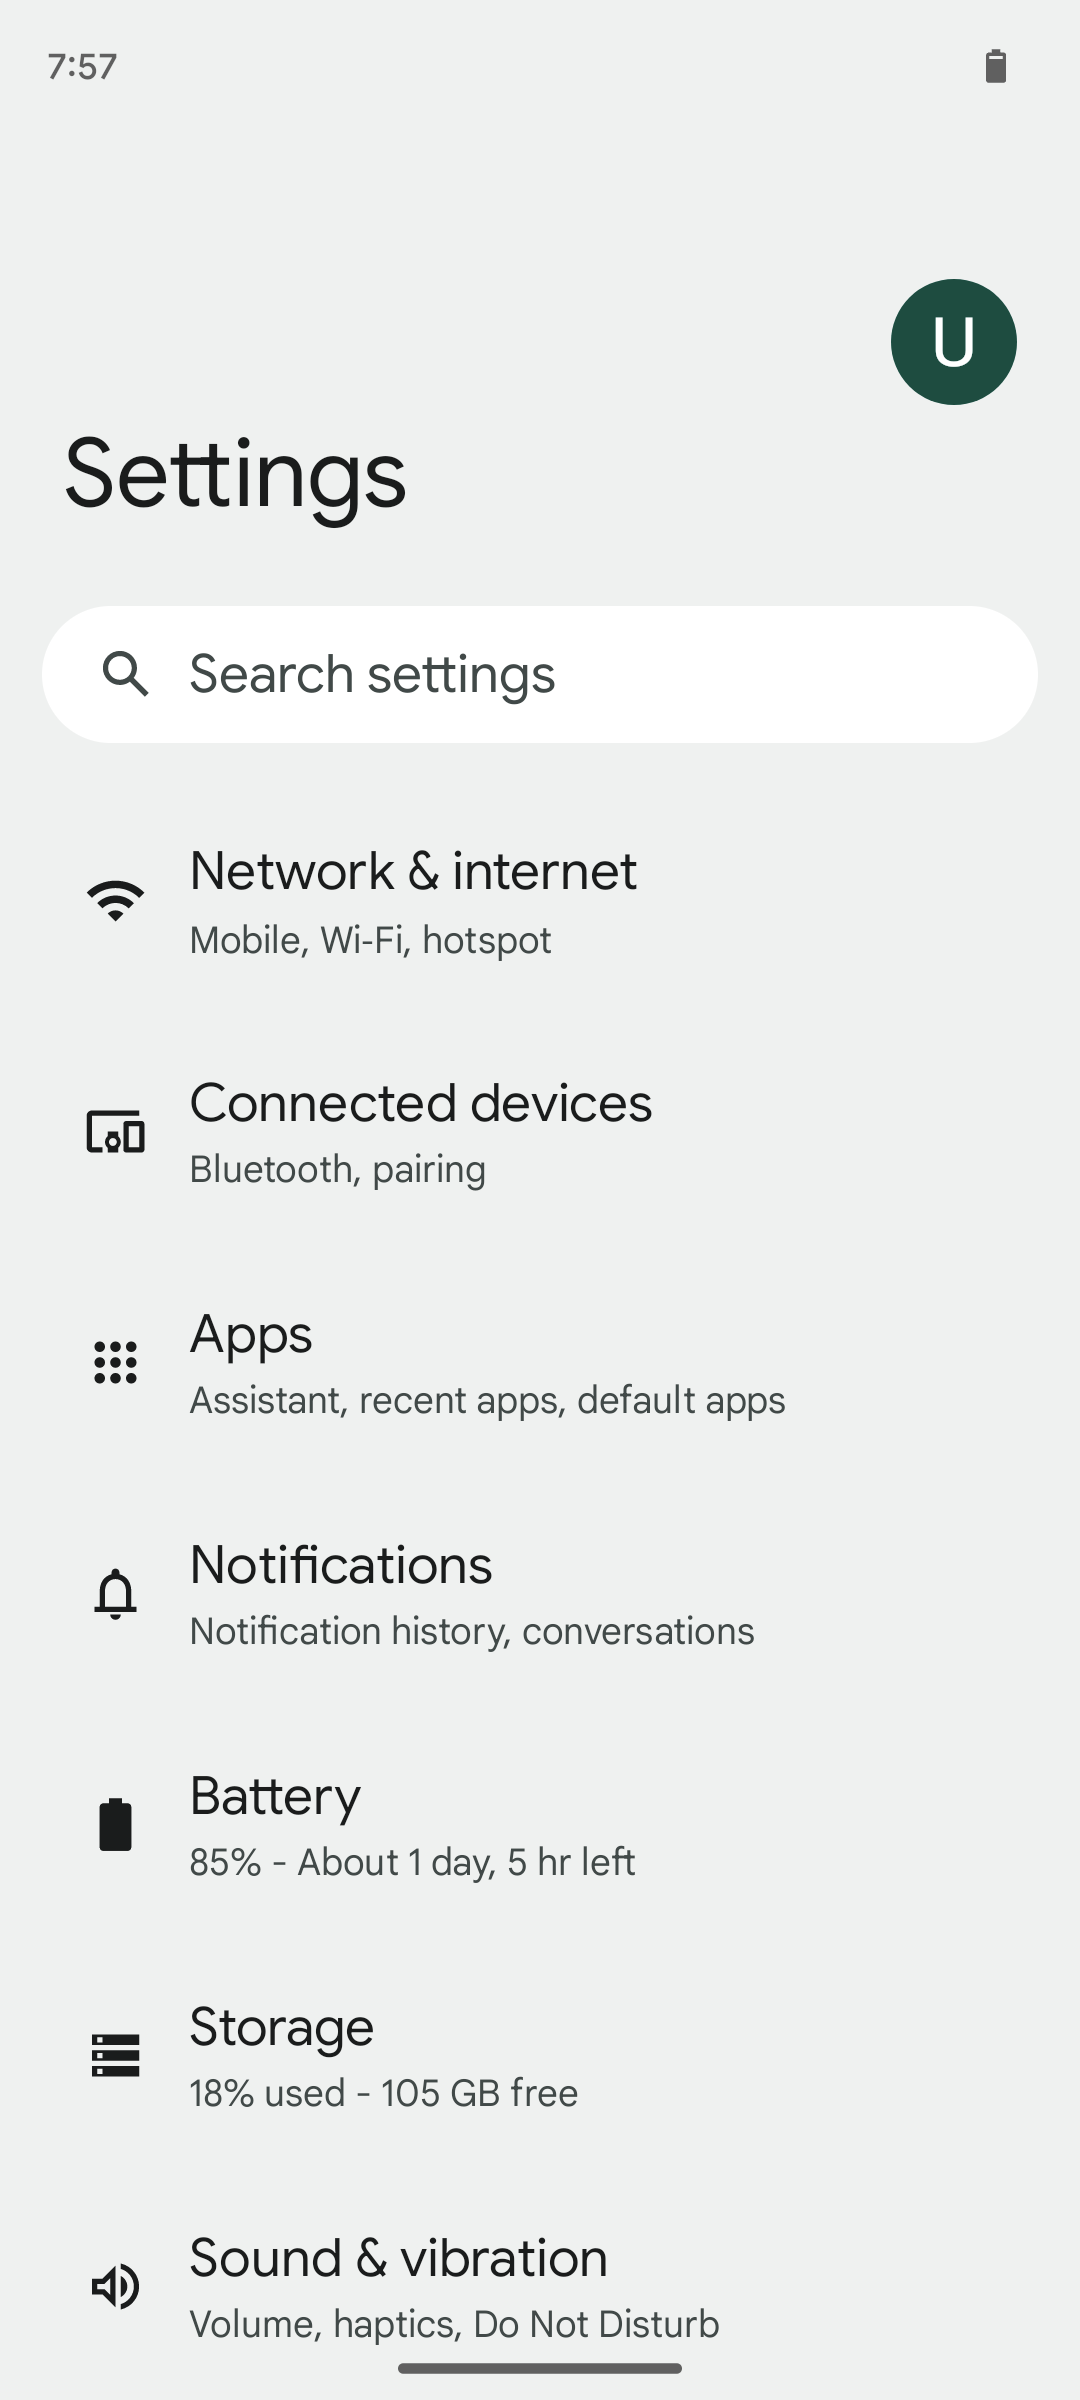 7:57
U
Settings
Search settings
Network & internet
Mobile, Wi-Fi, hotspot
Connected devices
Bluetooth, pairing
Apps
Assistant, recent apps, default apps
Notifications
Notification history, conversations
Battery
85% - About 1 day, 5 hr left
Storage
18% used - 105 GB free
Sound & vibration
Volume, haptics, Do Not Disturb